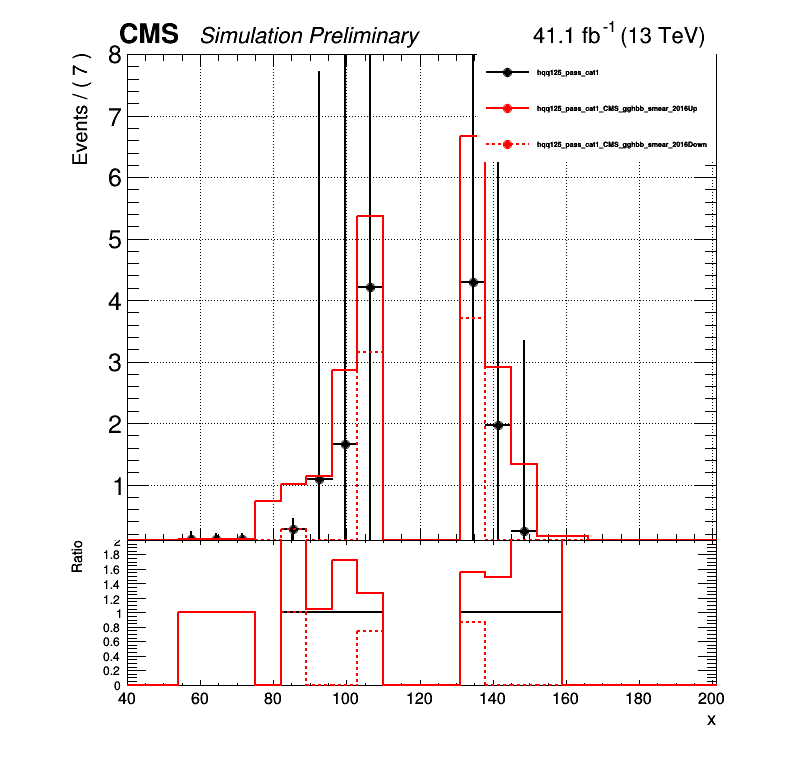 CMS Simulation Preliminary 41.1 fb-1 (13 TeV)
Events / ( 7 )
8
7
6
5
4
3
2
1
hqq125_pass_cat1
hqq125_pass_cat1_CMS_gghbb_smear_2016Up
hqq125_pass_cat1_CMS_gghbb_smear_2016Down
Ratio
2
1.8
1.6
1.4
1.2
1
0.8
0.6
0.4
0.2
0
40 60 80 100 120 140 160 180 200
x